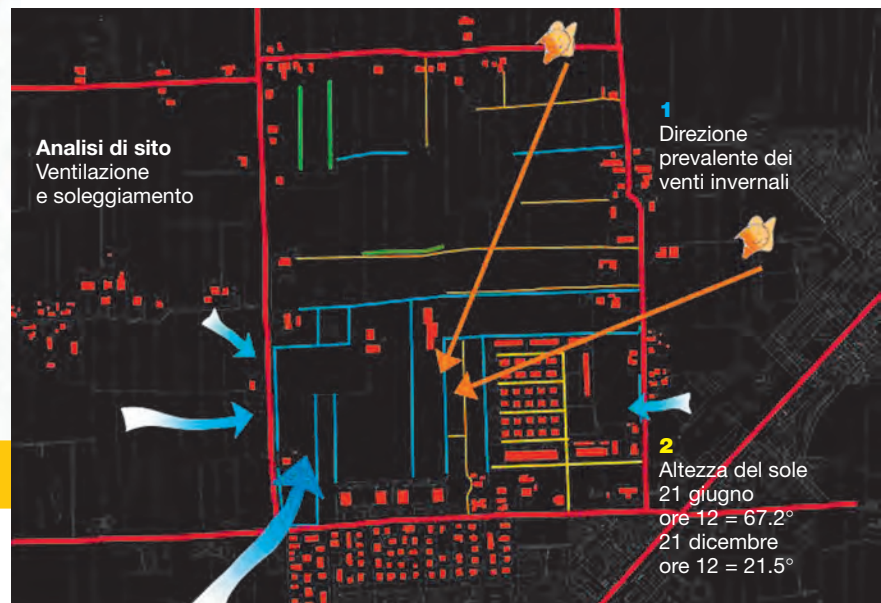 Analisi di sito
Ventilazione
e soleggiamento
1
Direzione
prevalente dei
venti invernali
2
Altezza del sole
21 giugno
ore 12 = 67.2°
21 dicembre
ore 12 = 21.5°